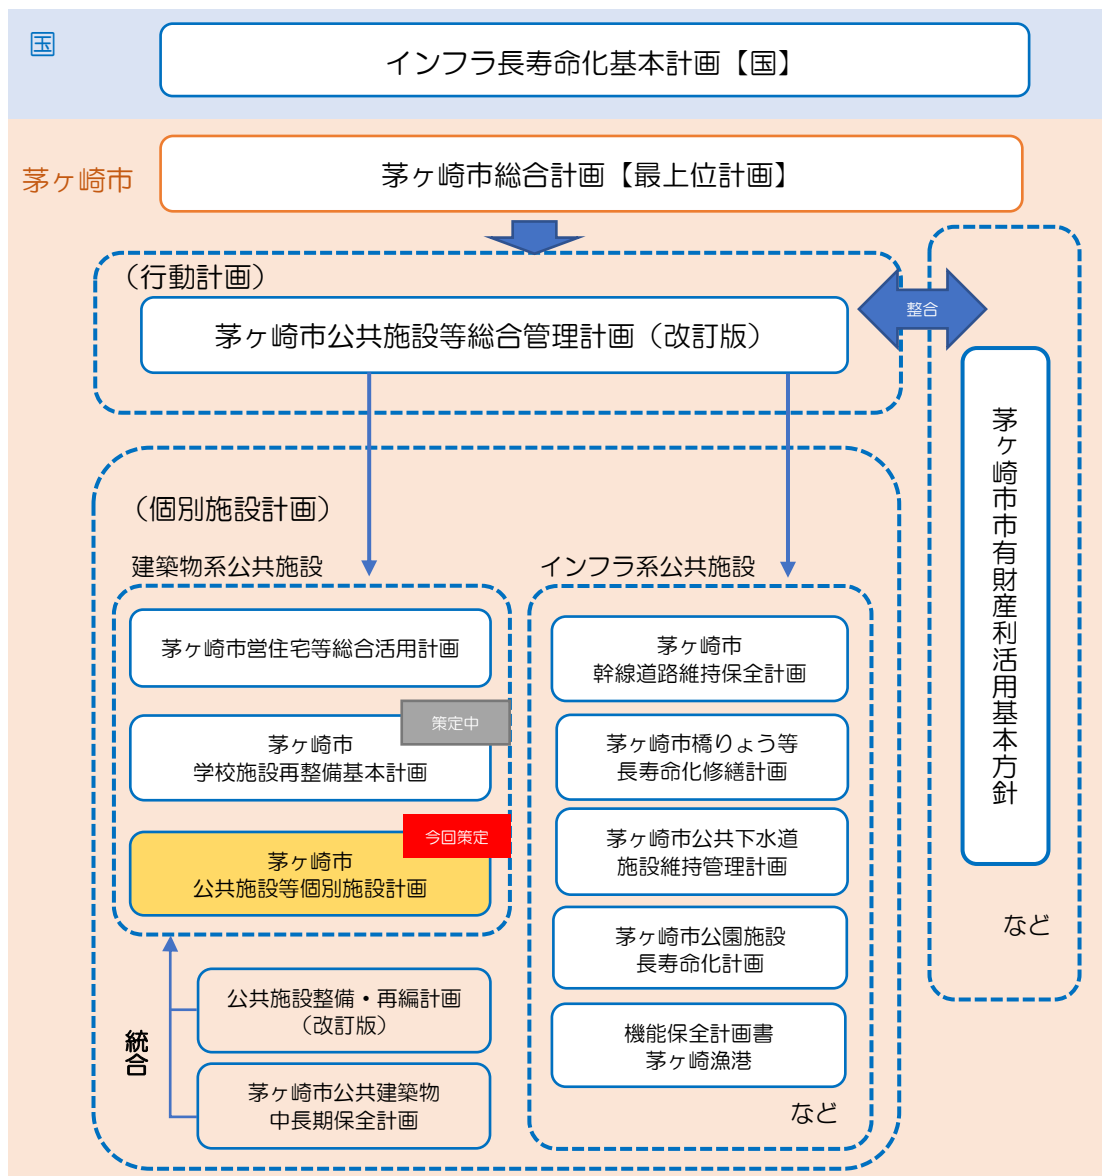 国
インフラ長寿命化基本計画【国】
茅ヶ崎市
茅ヶ崎市総合計画【最上位計画】
（行動計画）
茅ヶ崎市公共施設等総合管理計画（改訂版）
整合
茅ヶ崎市市有財産利活用基本方針
など
（個別施設計画）
建築物系公共施設
茅ヶ崎市営住宅等総合活用計画
策定中
茅ヶ崎市
学校施設再整備基本計画
今回策定
茅ヶ崎市
公共施設等個別施設計画
統合
公共施設整備・再編計画
（改訂版）
茅ヶ崎市公共建築物
中長期保全計画
インフラ系公共施設
茅ヶ崎市
幹線道路維持保全計画
茅ヶ崎市橋りょう等
長寿命化修繕計画
茅ヶ崎市公共下水道
施設維持管理計画
茅ヶ崎市公園施設
長寿命化計画
機能保全計画書
茅ヶ崎漁港
など